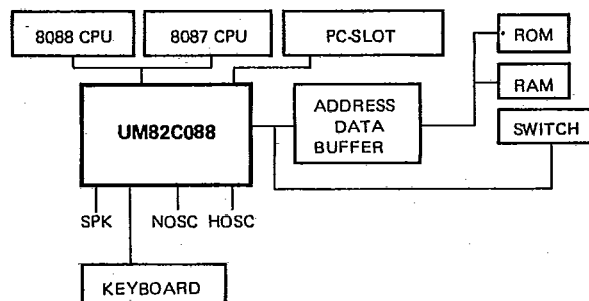 8088 CPU
8087 CPU
PC-SLOT
ROM
RAM
SWITCH
UM82C088
ADDRESS
DATA
BUFFER
SPK
NOSC
HOSC
KEYBOARD